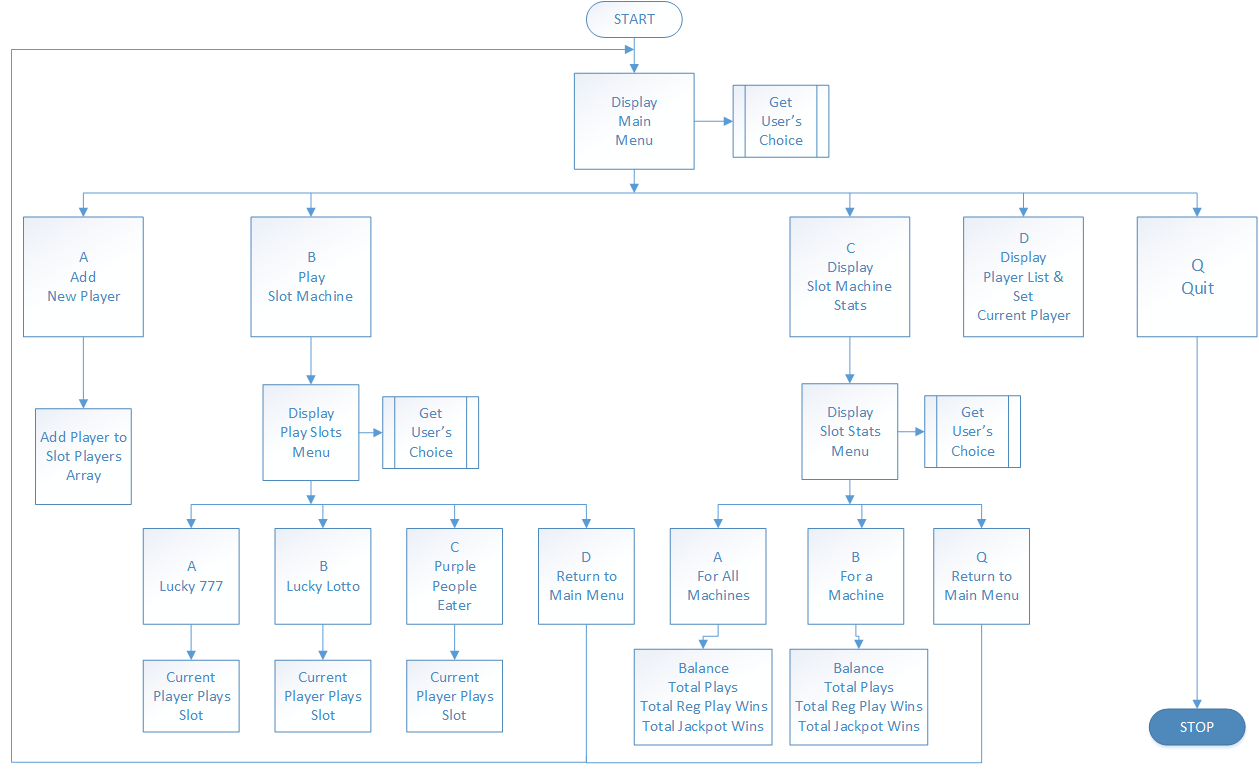 START
Display
Main
Menu
Get
User's
Choice
A
Add
New Player
B
Play
Slot Machine
C
Display
Slot Machine
Stats
D
Display
Player List &
Set
Current Player
Q
Quit
Add Player to
Slot Players
Array
Display
Play Slots
Menu
Get
User's
Choice
Display
Slot Stats
Menu
Get
User's
Choice
A
Lucky 777
B
Lucky Lotto
C
Purple
People
Eater
D
Return to
Main Menu
A
For All
Machines
B
For a
Machine
Q
Return to
Main Menu
Current
Player Plays
Slot
Current
Player Plays
Slot
Current
Player Plays
Slot
Balance
Total Plays
Total Reg Play Wins
Total Jackpot Wins
Balance
Total Plays
Total Reg Play Wins
Total Jackpot Wins
STOP